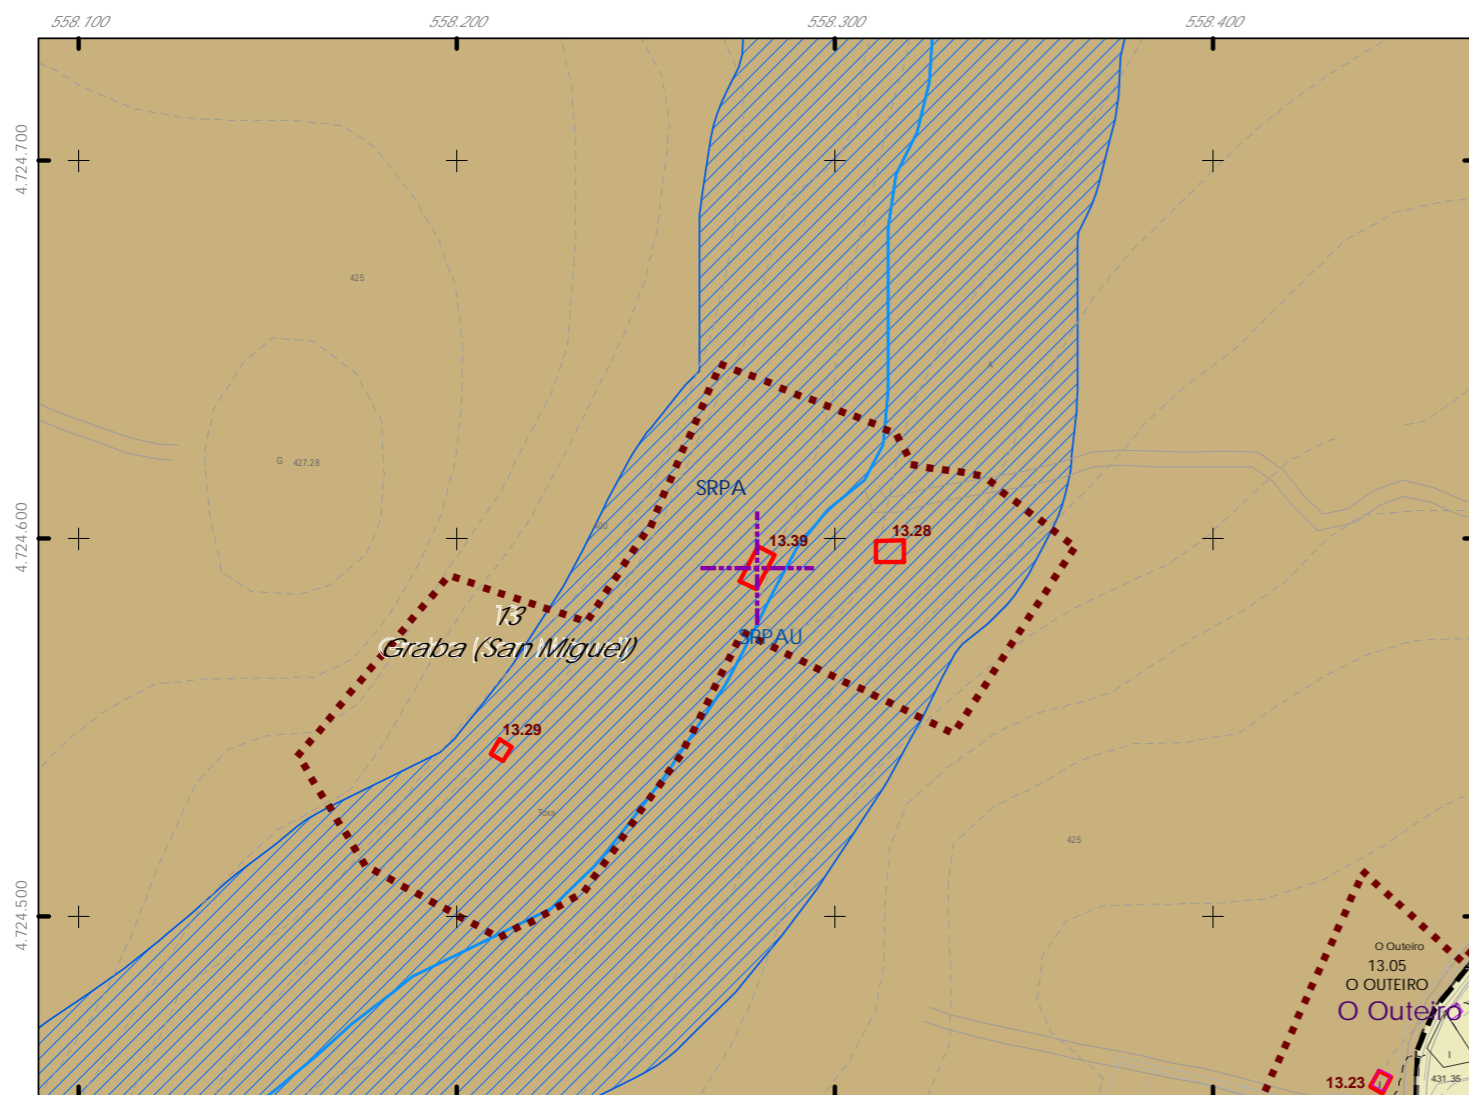 558.100
558.200
558.300
558.400
4.724.700
425
K
G 427.28
SRPA
4.724.600
400
13.39
13.28
13
Graba (San Miguel)
SRPAU
13.29
Toxa
425
4.724.500
O Outeiro
13.05
O OUTEIRO
O Outeiro
I
431.35
13.23
I